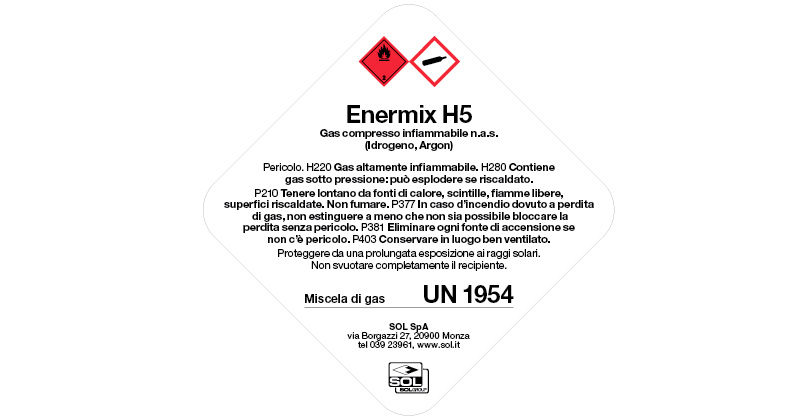 2
Enermix H5
Gas compresso infiammabile n.a.s.
(Idrogeno, Argon)
Pericolo. H220 Gas altamente infiammabile. H280 Contiene
gas sotto pressione: può esplodere se riscaldato.
P210 Tenere lontano da fonti di calore, scintille, fiamme libere,
superfici riscaldate. Non fumare. P377 In caso d'incendio dovuto a perdita
di gas, non estinguere a meno che non sia possibile bloccare la
perdita senza pericolo. P381 Eliminare ogni fonte di accensione se
non c'è pericolo. P403 Conservare in luogo ben ventilato.
Proteggere da una prolungata esposizione ai raggi solari.
Non svuotare completamente il recipiente.
Miscela di gas UN 1954
SOL SpA
via Borgazzi 27, 20900 Monza
tel 039 23961, www.sol.it
SOL
SOLGROUP